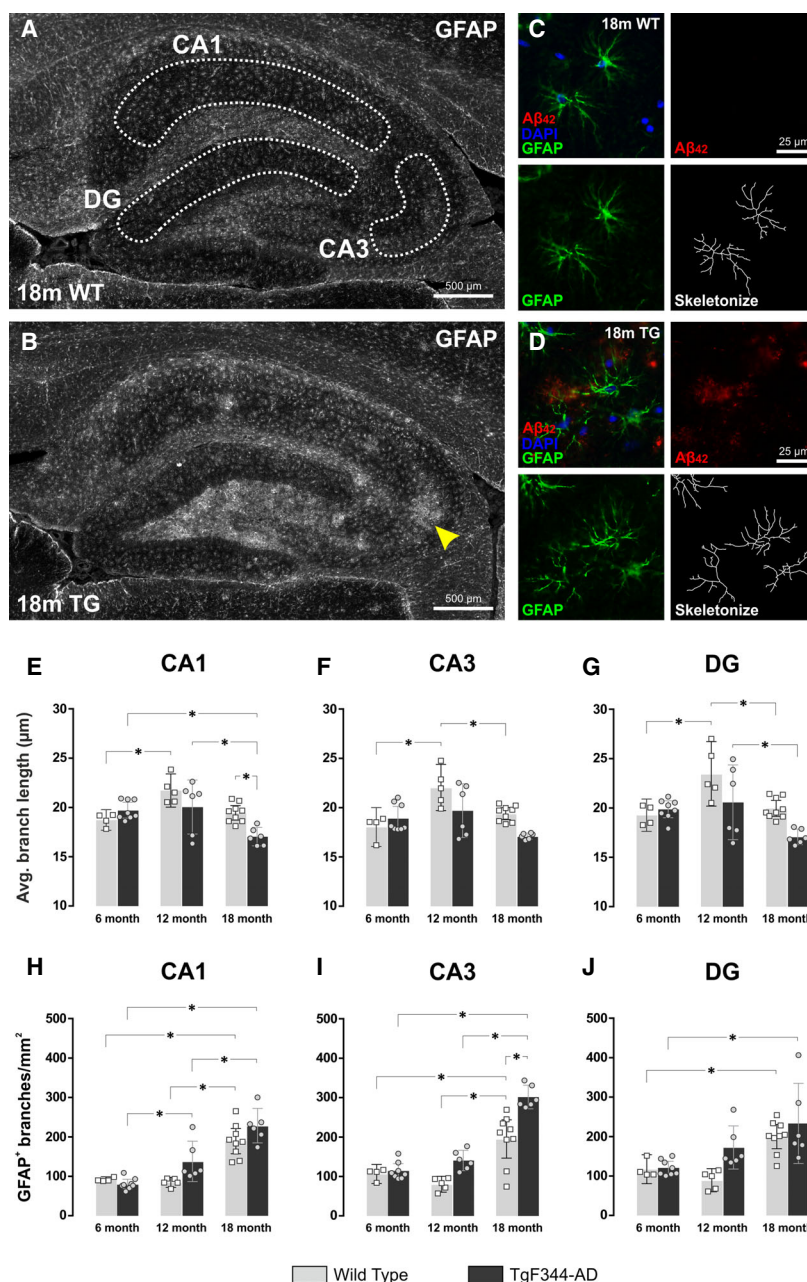 A
GFAP
CA1
DG
CA3
18m WT
500 µm
B
GFAP
18m TG
500 µm
C
18m WT
Aβ42
DAPI
GFAP
Aβ42
25 µm
GFAP
Skeletonize
D
18m TG
Aβ42
DAPI
GFAP
Aβ42
25 µm
GFAP
Skeletonize
E
CA1
Avg. branch length (µm)
30
25
20
15
10
*
*
*
*
6 month
12 month
18 month
F
CA3
30
25
20
15
10
*
*
6 month
12 month
18 month
G
DG
30
25
20
15
10
*
*
*
6 month
12 month
18 month
H
CA1
GFAP+ branches/mm2
500
400
300
200
100
0
*
*
*
*
*
6 month
12 month
18 month
I
CA3
500
400
300
200
100
0
*
*
*
*
*
6 month
12 month
18 month
J
DG
500
400
300
200
100
0
*
*
6 month
12 month
18 month
Wild Type
TgF344-AD